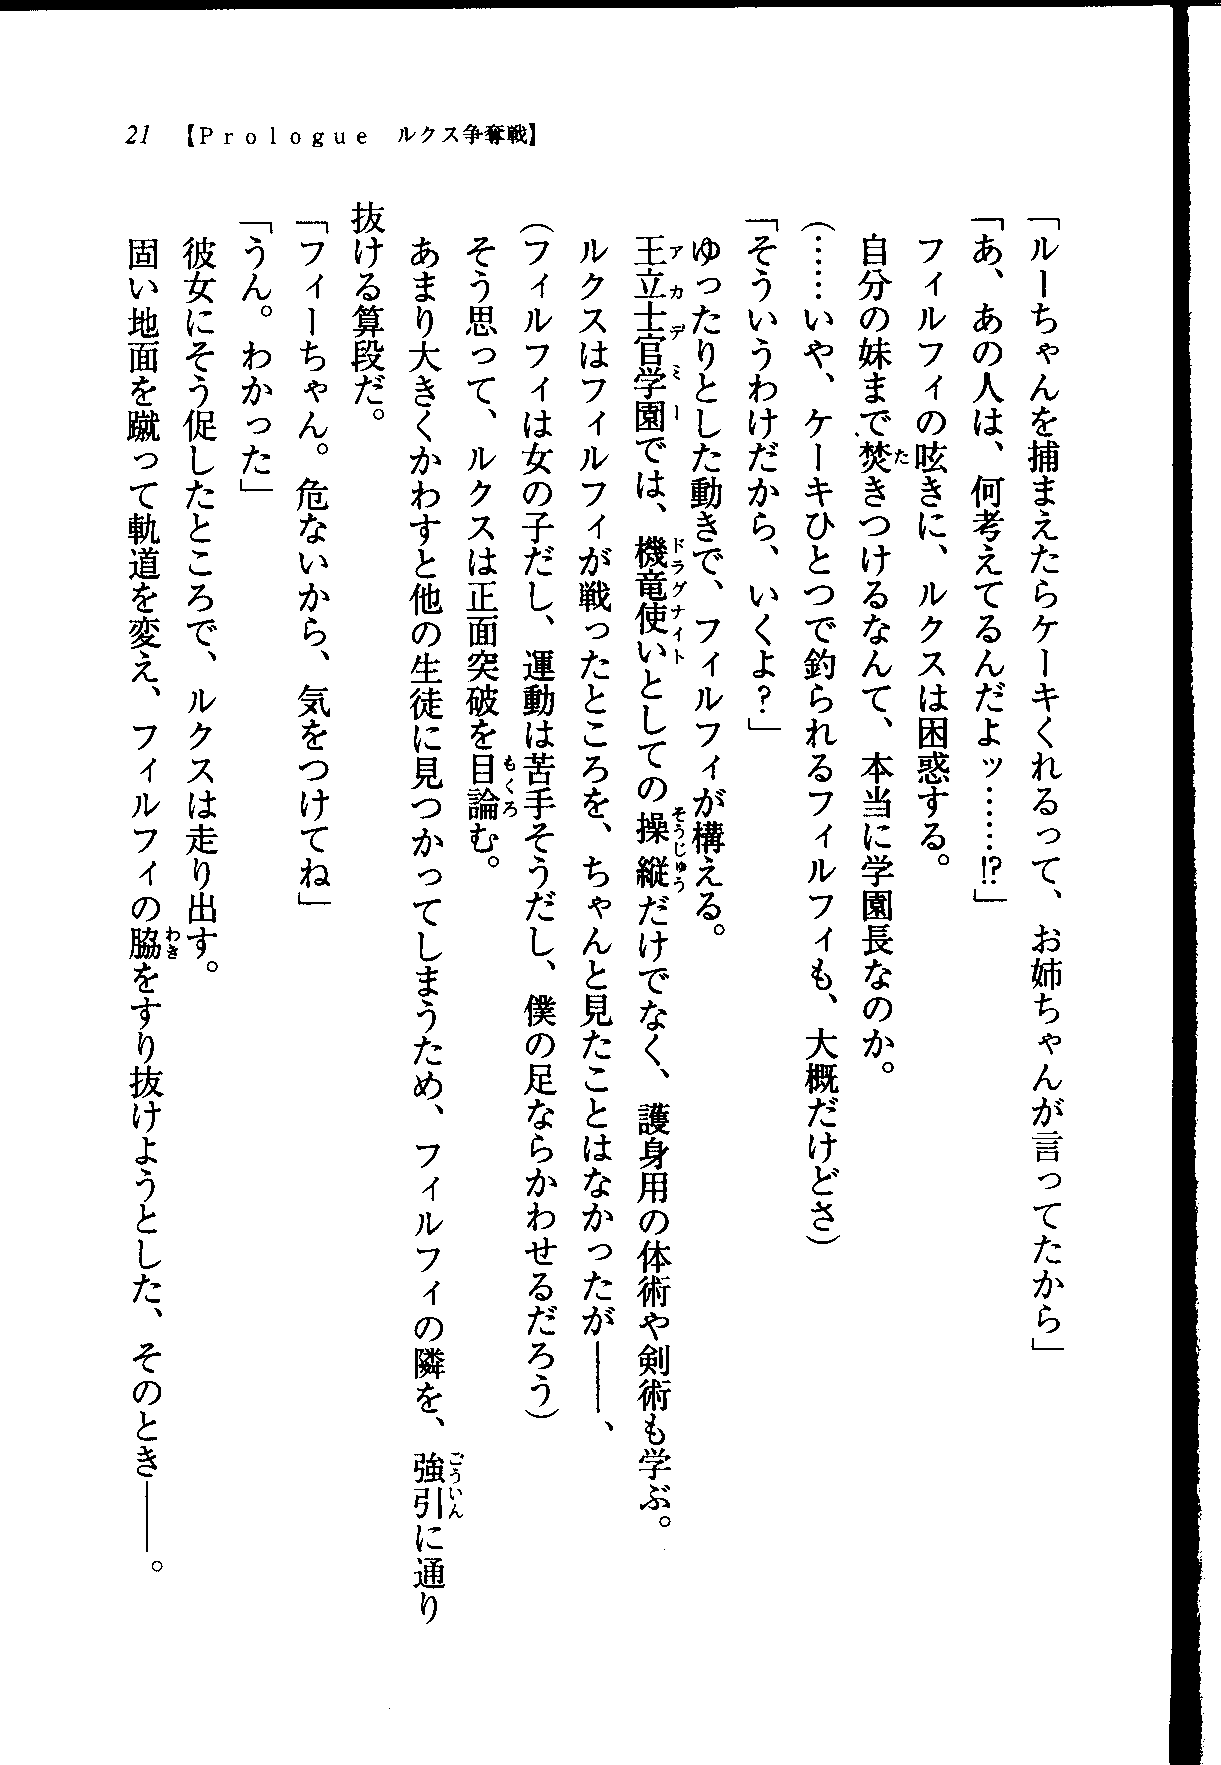 21 【Prologue ルクス争奪戦】
「ルーちゃんを捕まえたらケーキくれるって、お姉ちゃんが言ってたから」
「あ、あの人は、何考えてるんだよッ……!?」
フィルフィの呟きに、ルクスは困惑する。
自分の妹まで焚きつけるなんて、本当に学園長なのか。
(……いや、ケーキひとつで釣られるフィルフィも、大概だけどさ)
「そういうわけだから、いくよ?」
ゆったりとした動きで、フィルフィが構える。
王立士官学園では、機竜使いとしての操縦だけでなく、護身用の体術や剣術も学ぶ。
ルクスはフィルフィが戦ったところを、ちゃんと見たことはなかったが――、
(フィルフィは女の子だし、運動は苦手そうだし、僕の足ならかわせるだろう)
そう思って、ルクスは正面突破を目論む。
あまり大きくかわすと他の生徒に見つかってしまうため、フィルフィの隣を、強引に通り
抜ける算段だ。
「フィーちゃん。危ないから、気をつけてね」
「うん。わかった」
彼女にそう促したところで、ルクスは走り出す。
固い地面を蹴って軌道を変え、フィルフィの脇をすり抜けようとした、そのとき――。